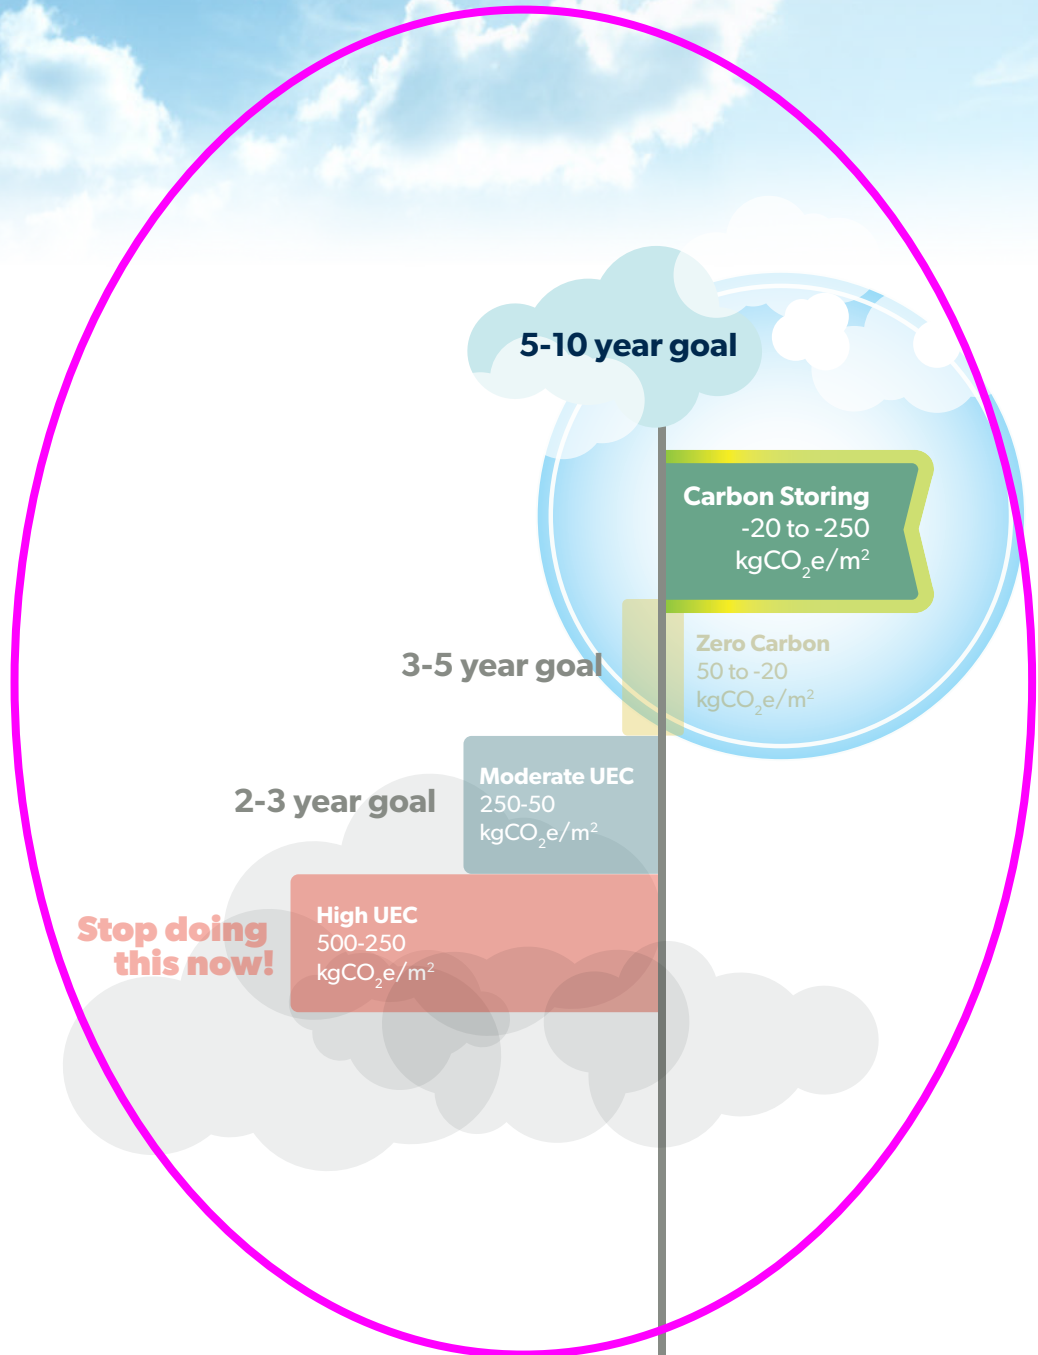 5-10 year goal
Carbon Storing
-20 to -250
kgCO₂e/m²
3-5 year goal
Zero Carbon
50 to -20
kgCO₂e/m²
2-3 year goal
Moderate UEC
250-50
kgCO₂e/m²
Stop doing
this now!
High UEC
500-250
kgCO₂e/m²